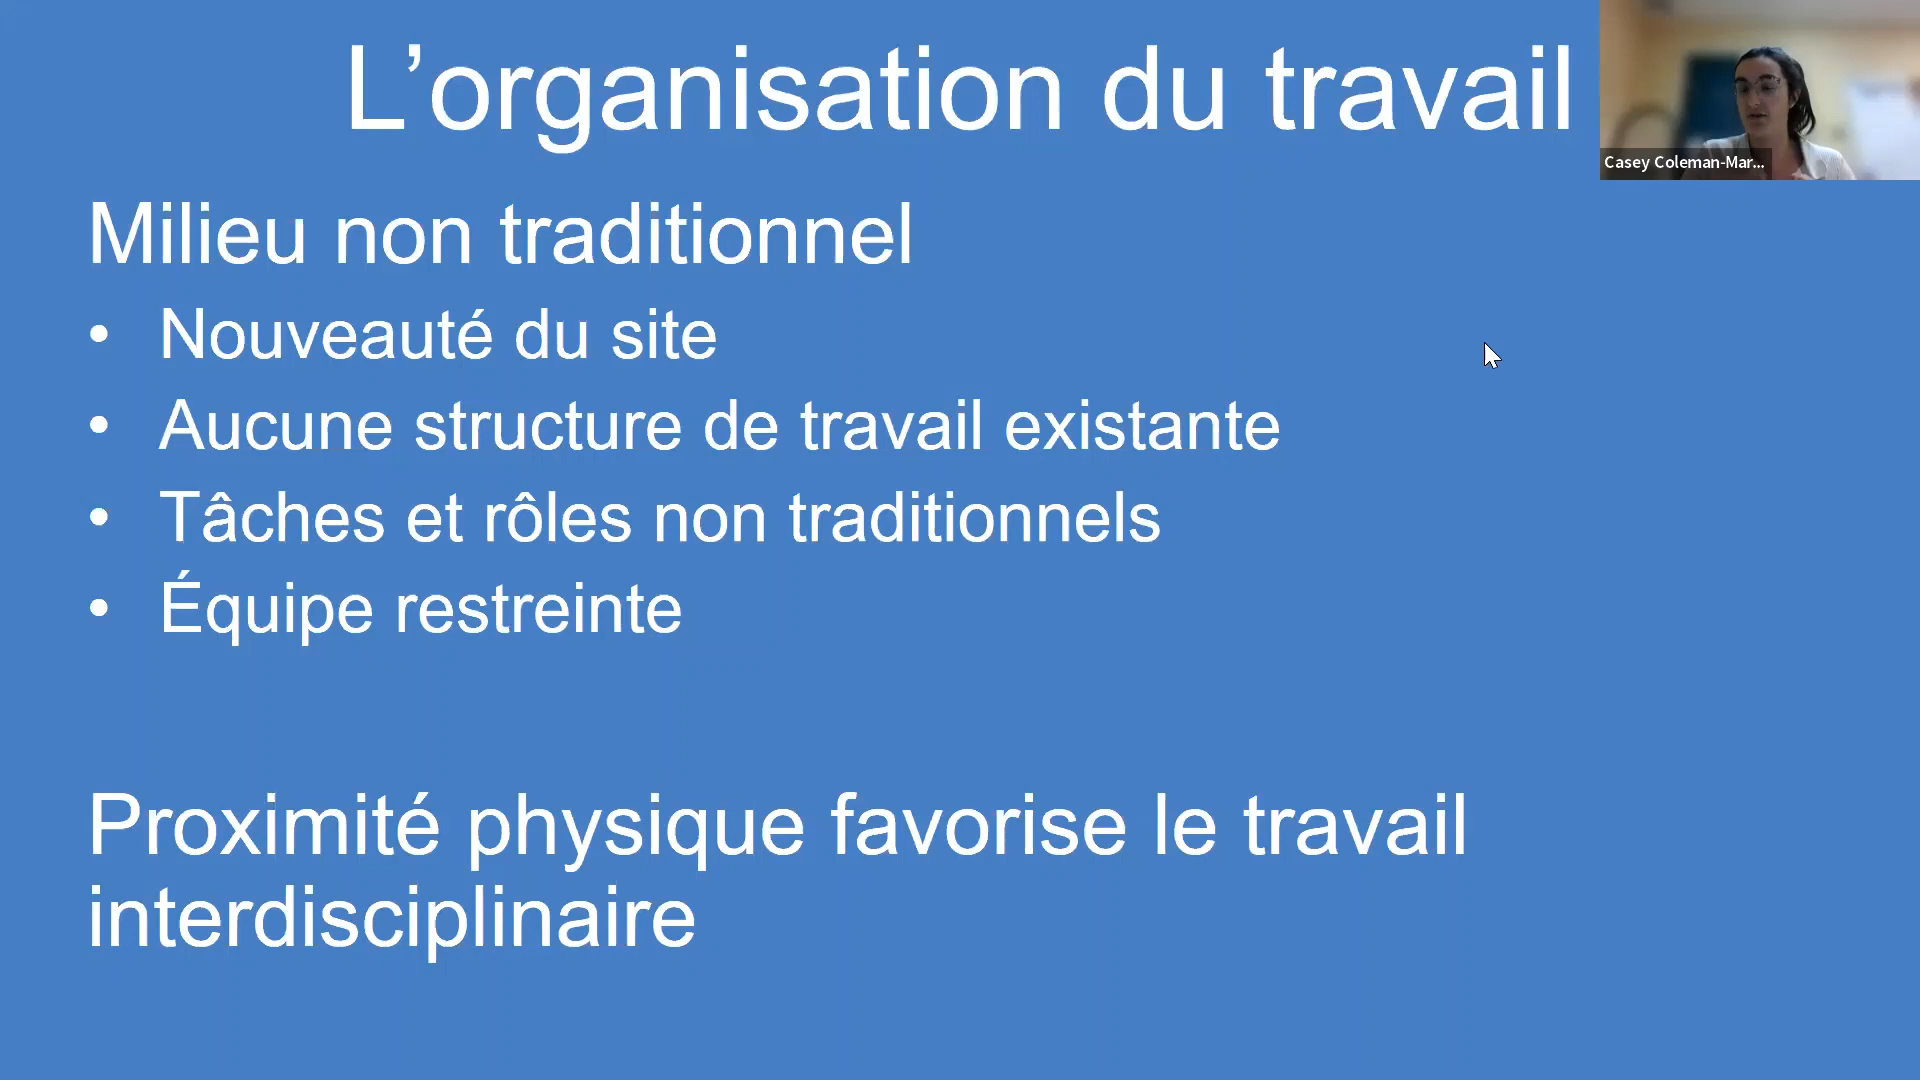 L’organisation du travail
Casey Coleman-Mar...
Milieu non traditionnel
• Nouveauté du site
• Aucune structure de travail existante
• Tâches et rôles non traditionnels
• Équipe restreinte
Proximité physique favorise le travail
interdisciplinaire